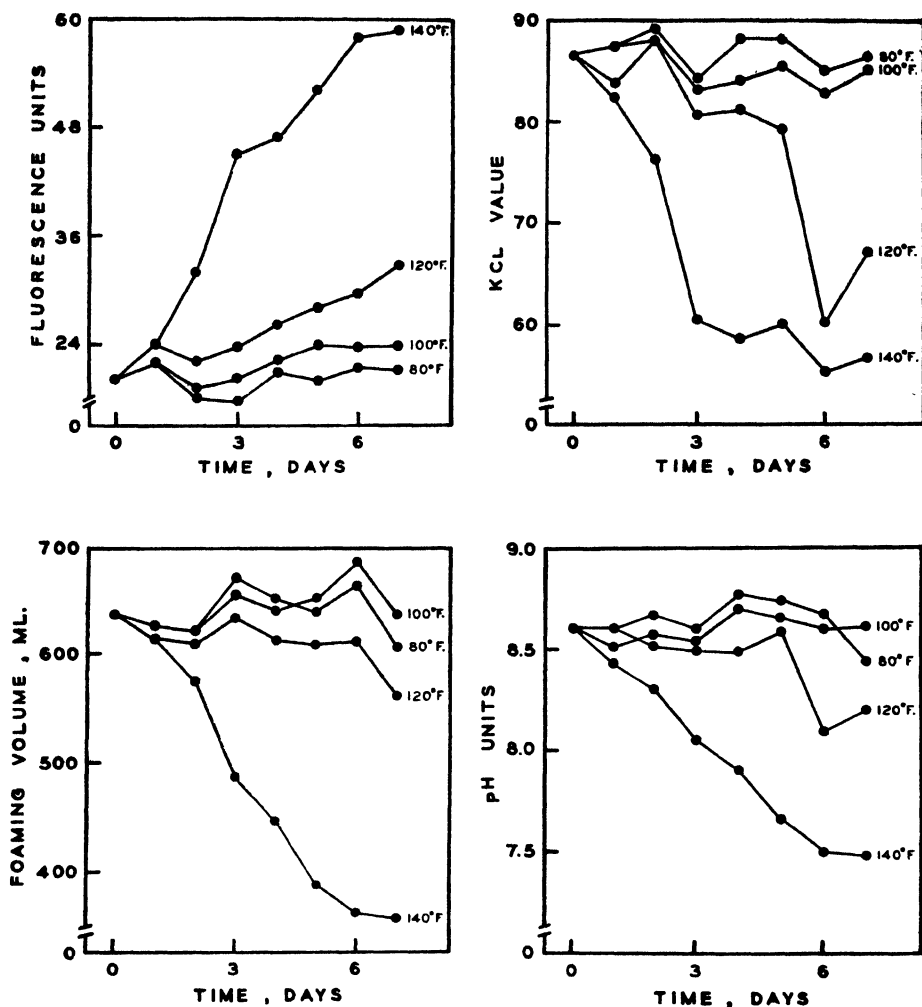 FLUORESCENCE UNITS
60
48
36
24
0
140°F.
120°F.
100°F.
80°F
0 3 6
TIME , DAYS
KCL VALUE
90
80
70
60
0
80°F.
100°F.
120°F.
140°F.
0 3 6
TIME , DAYS
FOAMING VOLUME , ML.
700
600
500
400
0
100°F.
80°F.
120°F.
140°F
0 3 6
TIME , DAYS
pH UNITS
9.0
8.5
8.0
7.5
0
100°F
80°F
120°F.
140°F
0 3 6
TIME , DAYS